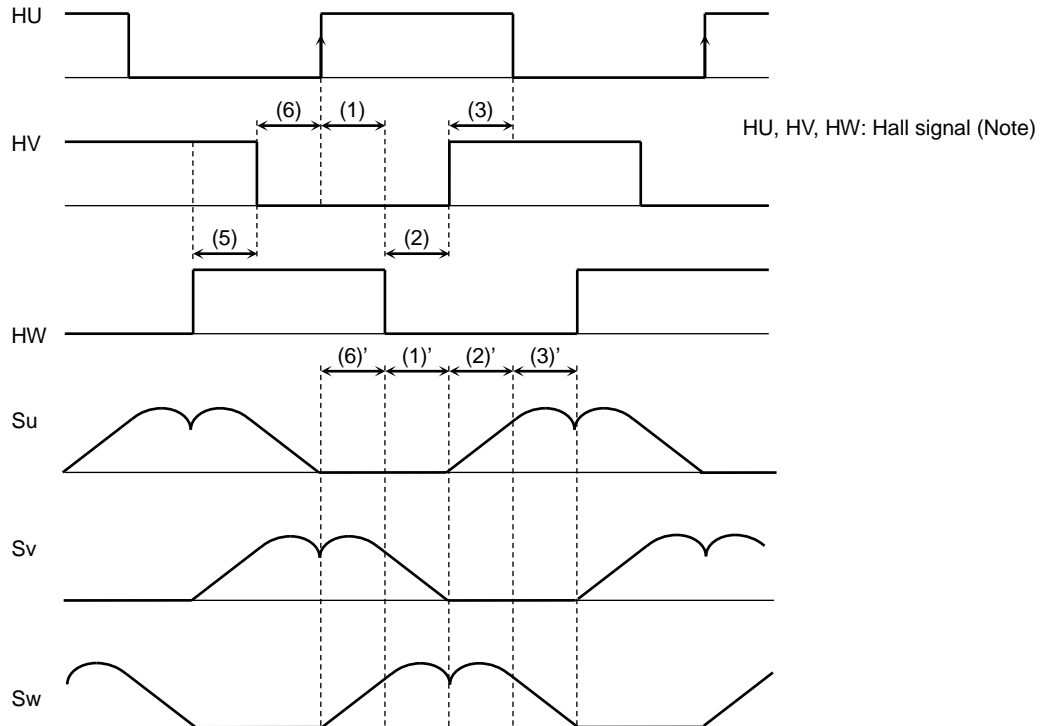 HU
(6) (1) (3)
HU, HV, HW: Hall signal (Note)
HV
(5) (2)
HW
(6)’ (1)’ (2)’ (3)’
Su
Sv
Sw